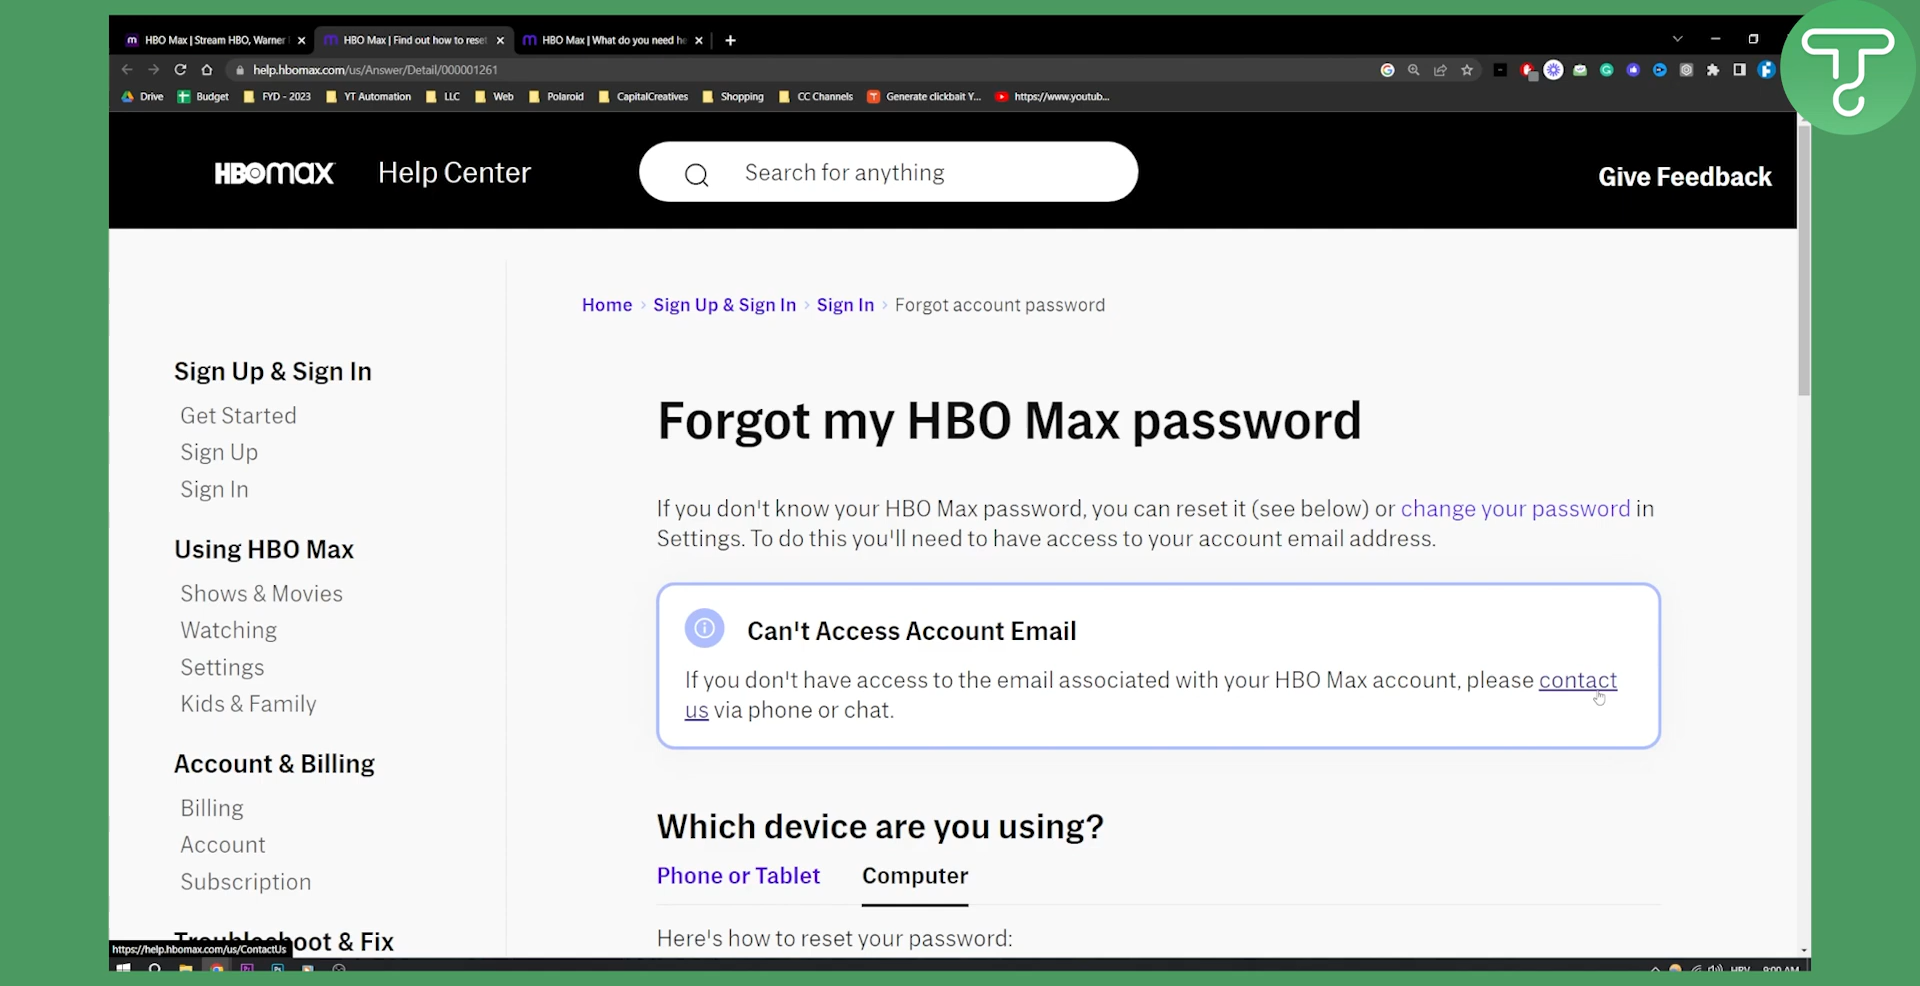 HBO Max | Stream HBO, Warner
HBO Max | Find out how to reset
HBO Max | What do you need he
help.hbomax.com/us/Answer/Detail/000001261
Drive
Budget
FYD - 2023
YT Automation
LLC
Web
Polaroid
CapitalCreatives
Shopping
CC Channels
Generate clickbait Y...
https://www.youtub...
HBOmax
Help Center
Search for anything
Give Feedback
Home › Sign Up & Sign In › Sign In › Forgot account password
Sign Up & Sign In
Get Started
Sign Up
Sign In
Using HBO Max
Shows & Movies
Watching
Settings
Kids & Family
Account & Billing
Billing
Account
Subscription
Troubleshoot & Fix
Forgot my HBO Max password
If you don't know your HBO Max password, you can reset it (see below) or change your password in
Settings. To do this you'll need to have access to your account email address.
Can't Access Account Email
If you don't have access to the email associated with your HBO Max account, please contact
us via phone or chat.
Which device are you using?
Phone or Tablet
Computer
Here's how to reset your password:
https://help.hbomax.com/us/ContactUs
HRV
9:00 AM